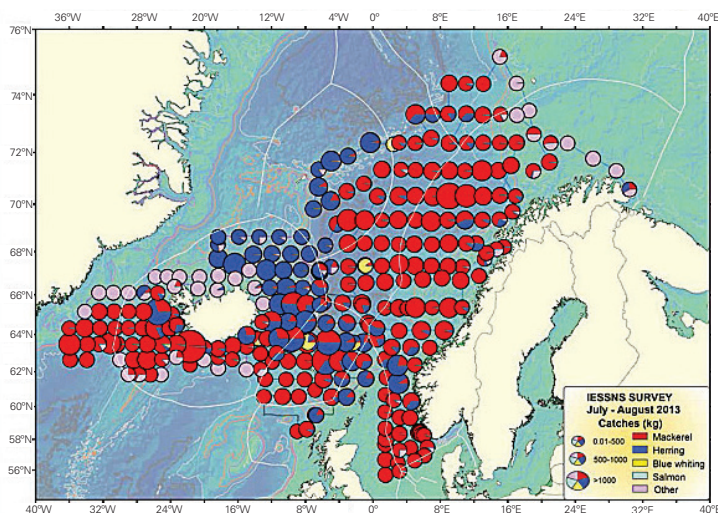 36°W 28°W 18°W 12°W 4°W 0° 8°E 16°E 24°E 32°E 40°E
76°N
74°N
72°N
70°N
68°N
66°N
64°N
62°N
60°N
58°N
56°N
IESSNS SURVEY
July - August 2013
Catches (kg)
0.01-500
500-1000
>1000
Mackerel
Herring
Blue whiting
Salmon
Other
40°W 32°W 24°W 16°W 8°W 0° 8°E 16°E 24°E 32°E 40°E